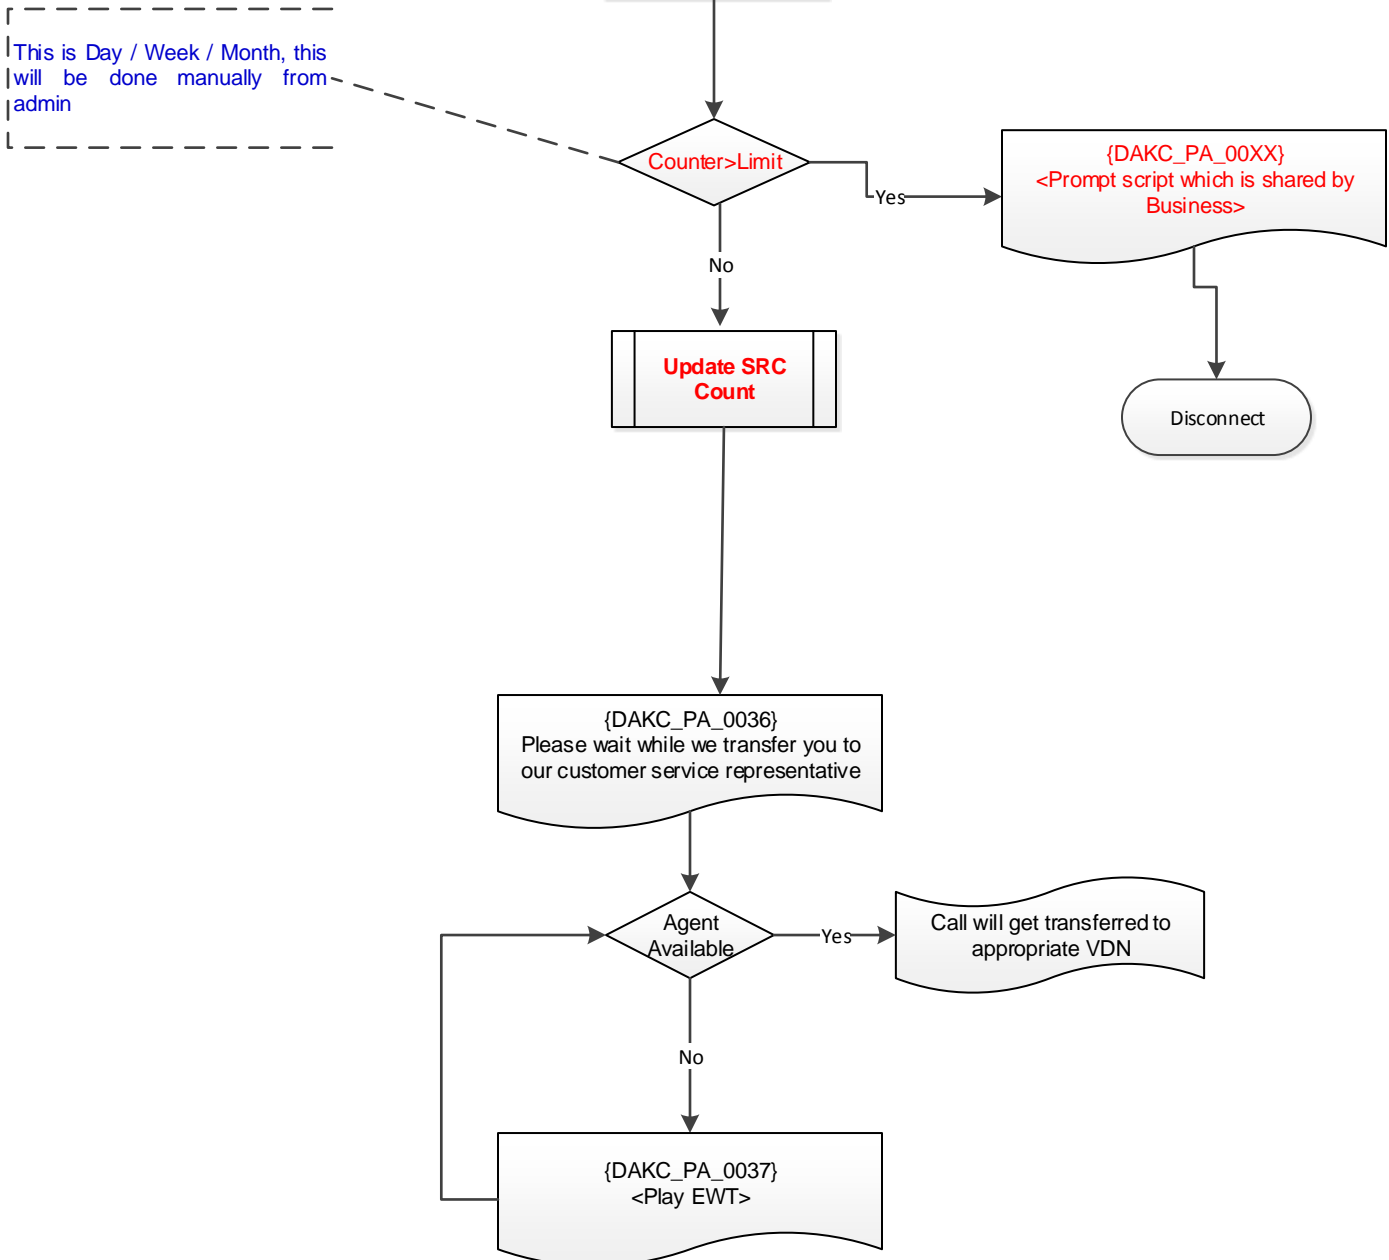 This is Day / Week / Month, this
will be done manually from
admin
Counter>Limit
Yes
{DAKC_PA_00XX}
<Prompt script which is shared by
Business>
No
Update SRC
Count
Disconnect
{DAKC_PA_0036}
Please wait while we transfer you to
our customer service representative
Agent
Available
Yes
Call will get transferred to
appropriate VDN
No
{DAKC_PA_0037}
<Play EWT>